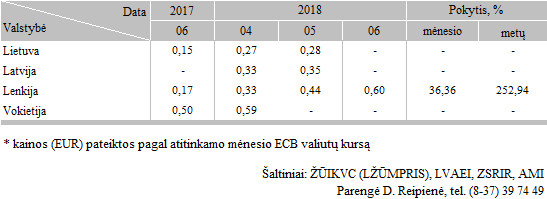 Data 2017 2018 Pokytis, %
Valstybė 06 04 05 06 mėnesio metų
Lietuva 0,15 0,27 0,28 - - -
Latvija - 0,33 0,35 - - -
Lenkija 0,17 0,33 0,44 0,60 36,36 252,94
Vokietija 0,50 0,59 - - - -
* kainos (EUR) pateiktos pagal atitinkamo mėnesio ECB valiutų kursą
Šaltiniai: ŽŪIKVC (LŽŪMPRIS), LVAEI, ZSRIR, AMI
Parengė D. Reipienė, tel. (8-37) 39 74 49